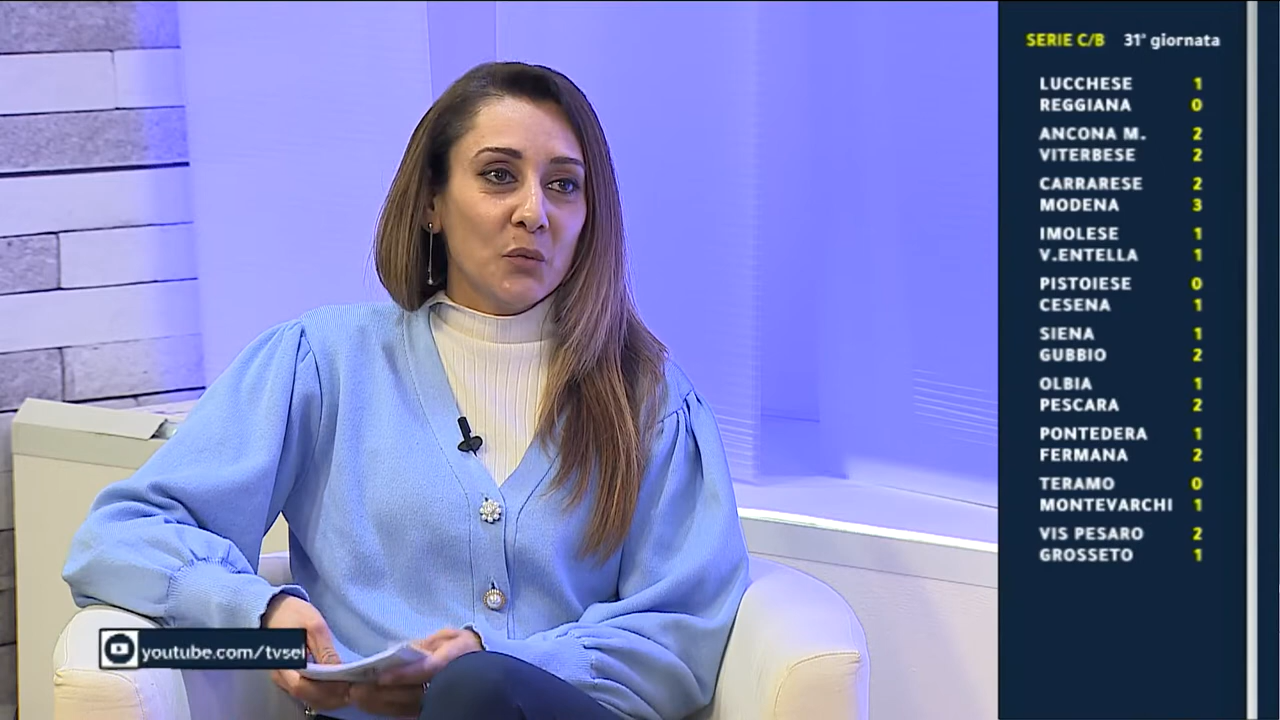 SERIE C/B 31ª giornata
LUCCHESE 1
REGGIANA 0
ANCONA M. 2
VITERBESE 2
CARRARESE 2
MODENA 3
IMOLESE 1
V.ENTELLA 1
PISTOIESE 0
CESENA 1
SIENA 1
GUBBIO 2
OLBIA 1
PESCARA 2
PONTEDERA 1
FERMANA 2
TERAMO 0
MONTEVARCHI 1
VIS PESARO 2
GROSSETO 1
youtube.com/tvsei